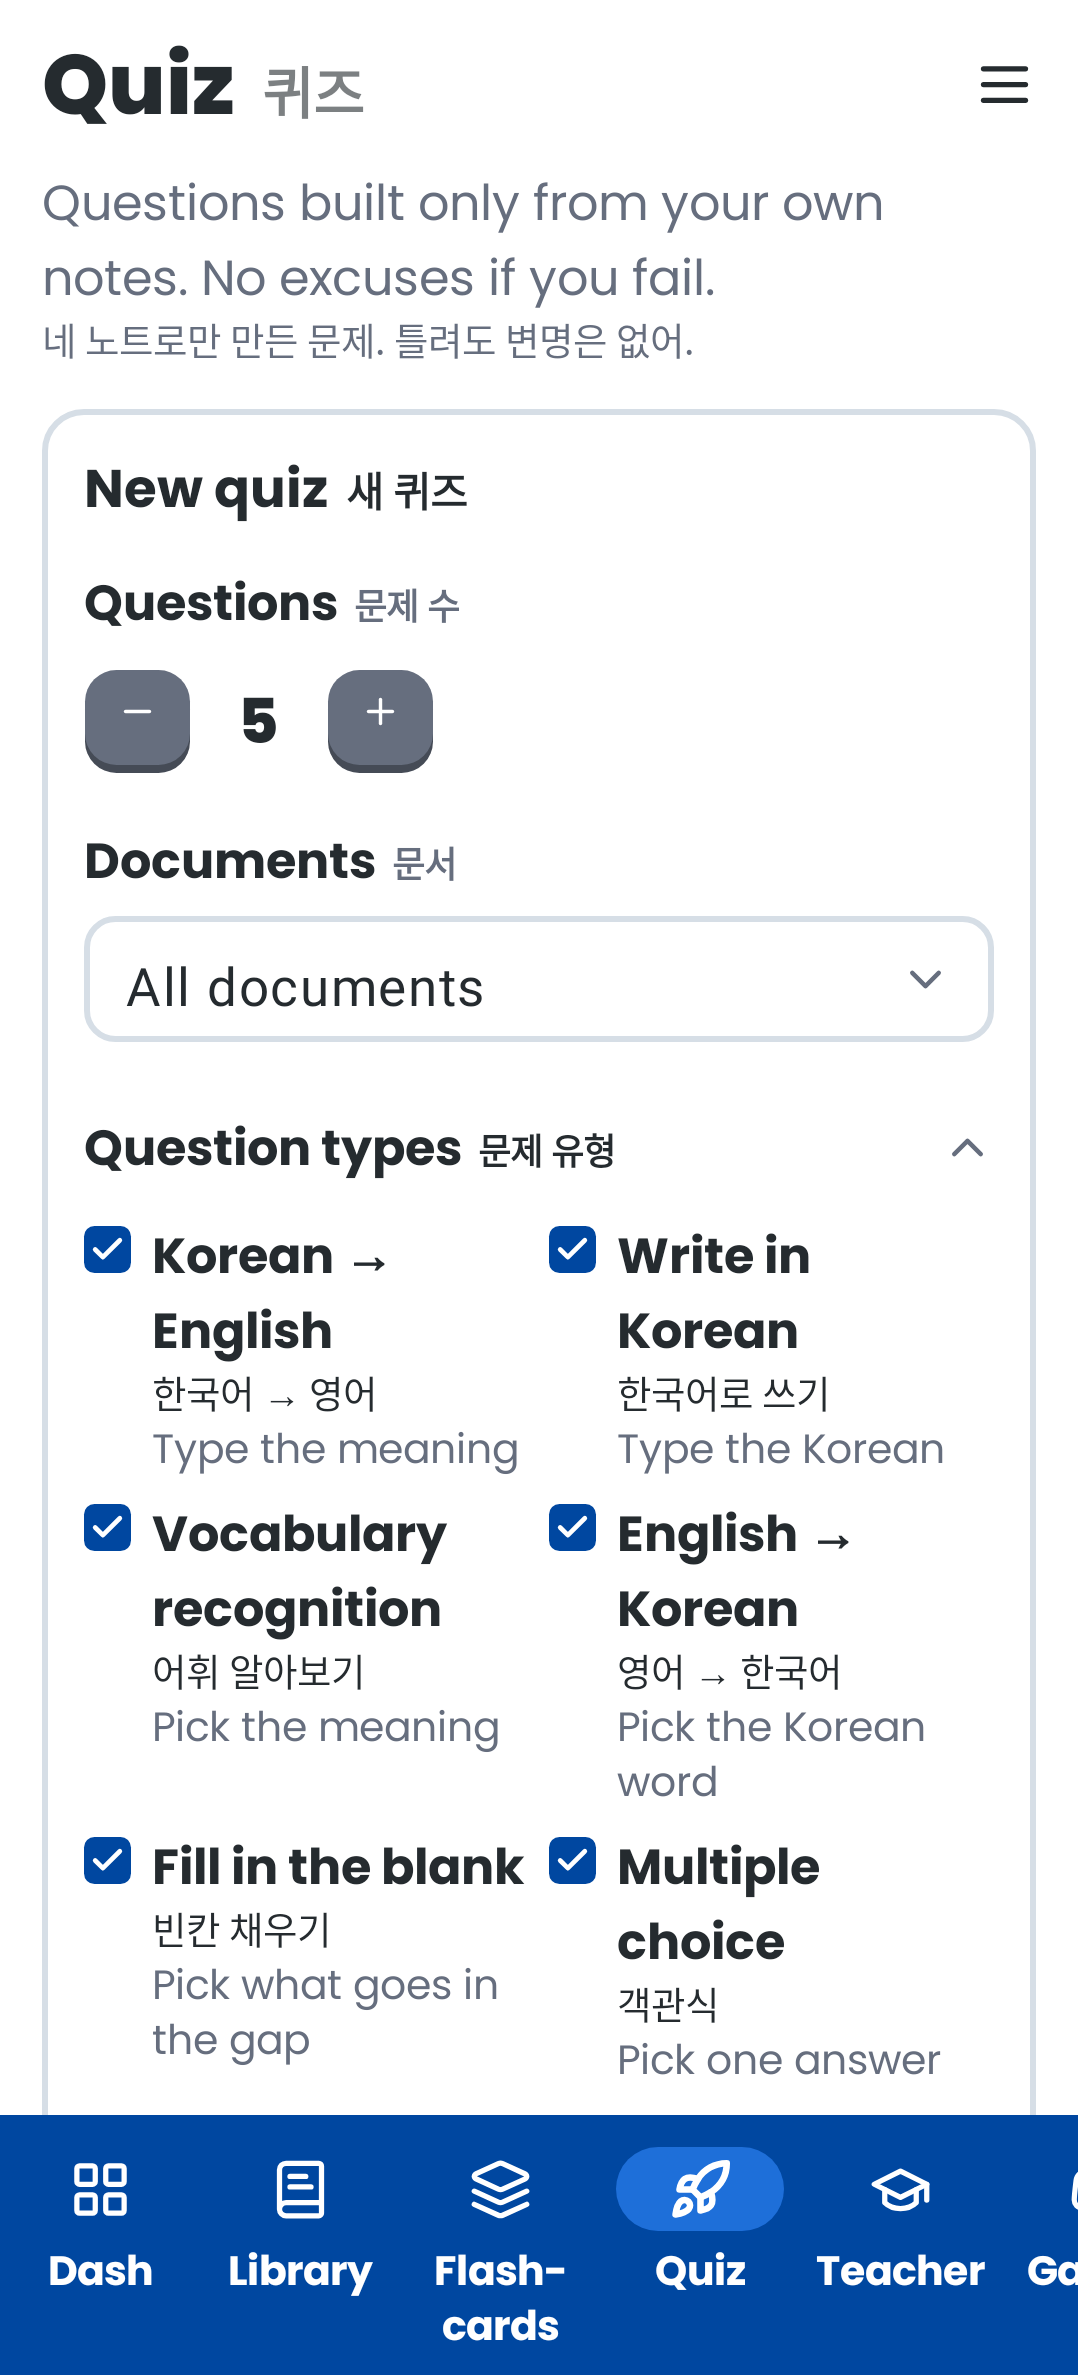 Quiz 퀴즈
Questions built only from your own
notes. No excuses if you fail.
네 노트로만 만든 문제. 틀려도 변명은 없어.
New quiz 새 퀴즈
Questions 문제 수
− 5 +
Documents 문서
All documents
Question types 문제 유형
Korean →
English
한국어 → 영어
Type the meaning
Write in
Korean
한국어로 쓰기
Type the Korean
Vocabulary
recognition
어휘 알아보기
Pick the meaning
English →
Korean
영어 → 한국어
Pick the Korean
word
Fill in the blank
빈칸 채우기
Pick what goes in
the gap
Multiple
choice
객관식
Pick one answer
Dash
Library
Flash-
cards
Quiz
Teacher